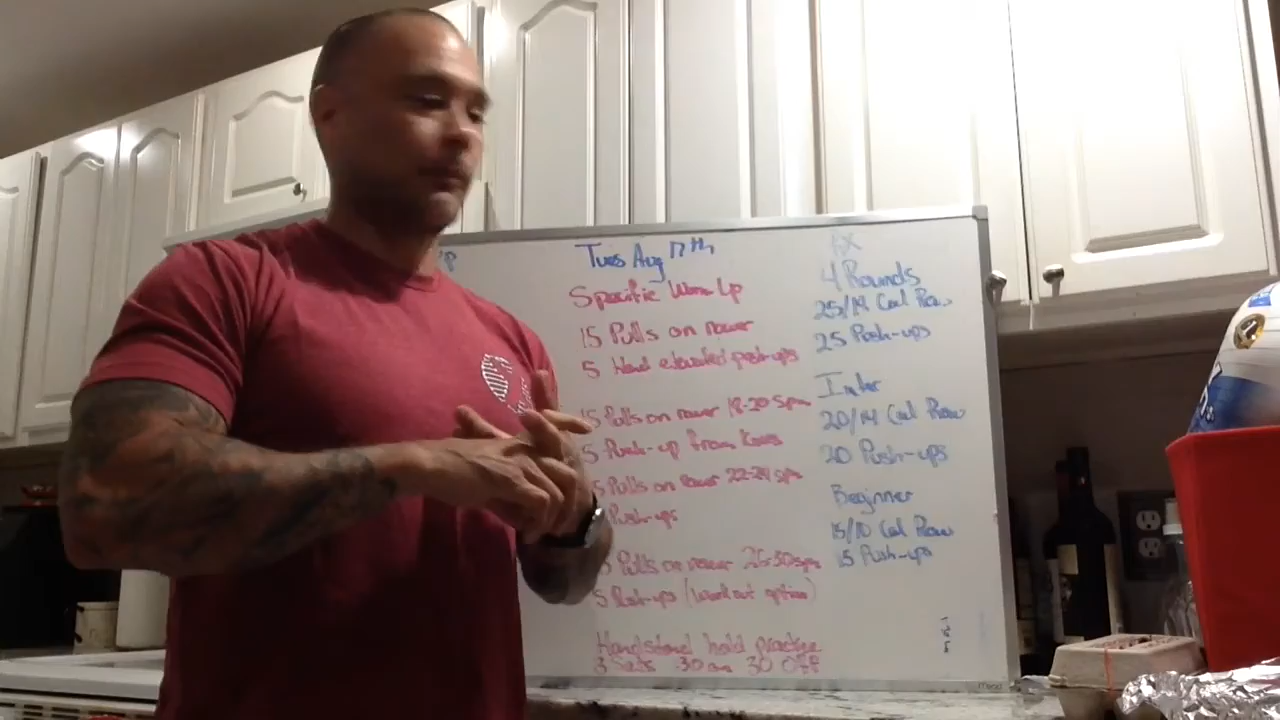 Tues Aug 17th
Specific Warm Up
15 Pulls on rower
5 Hand elevated push-ups
15 Pulls on rower 18-20 spm
5 Push-up from knees
5 Pulls on rower 22-24 spm
Push-ups
5 Pulls on rower 26-30 spm
5 Push-ups (Workout option)
Handstand hold practice
3 Sets :30 on 30 OFF
RX
4 Rounds
25/19 Cal Row
25 Push-ups
Inter
20/14 Cal Row
20 Push-ups
Beginner
15/10 Cal Row
15 Push-ups